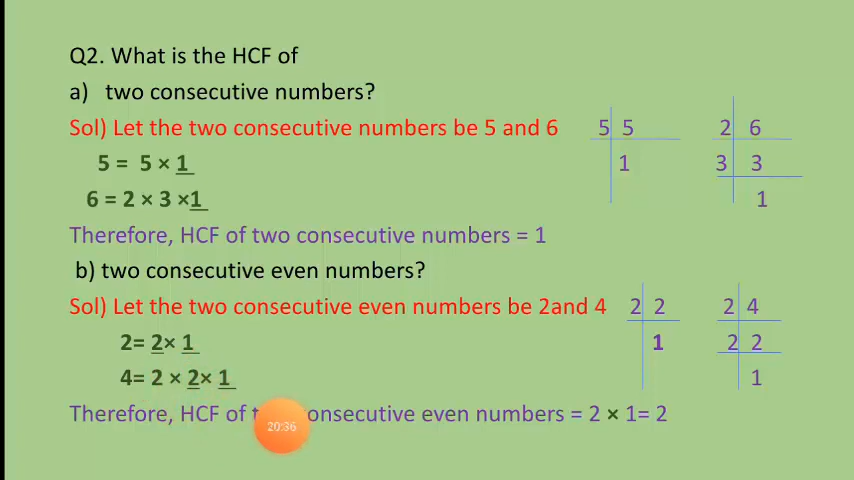 Q2. What is the HCF of
a) two consecutive numbers?
Sol) Let the two consecutive numbers be 5 and 6 5 5 2 6
5 = 5 × 1 1 3 3
6 = 2 × 3 ×1 1
Therefore, HCF of two consecutive numbers = 1
b) two consecutive even numbers?
Sol) Let the two consecutive even numbers be 2and 4 2 2 2 4
2= 2× 1 1 2 2
4= 2 × 2× 1 1
Therefore, HCF of consecutive even numbers = 2 × 1= 2
20:36